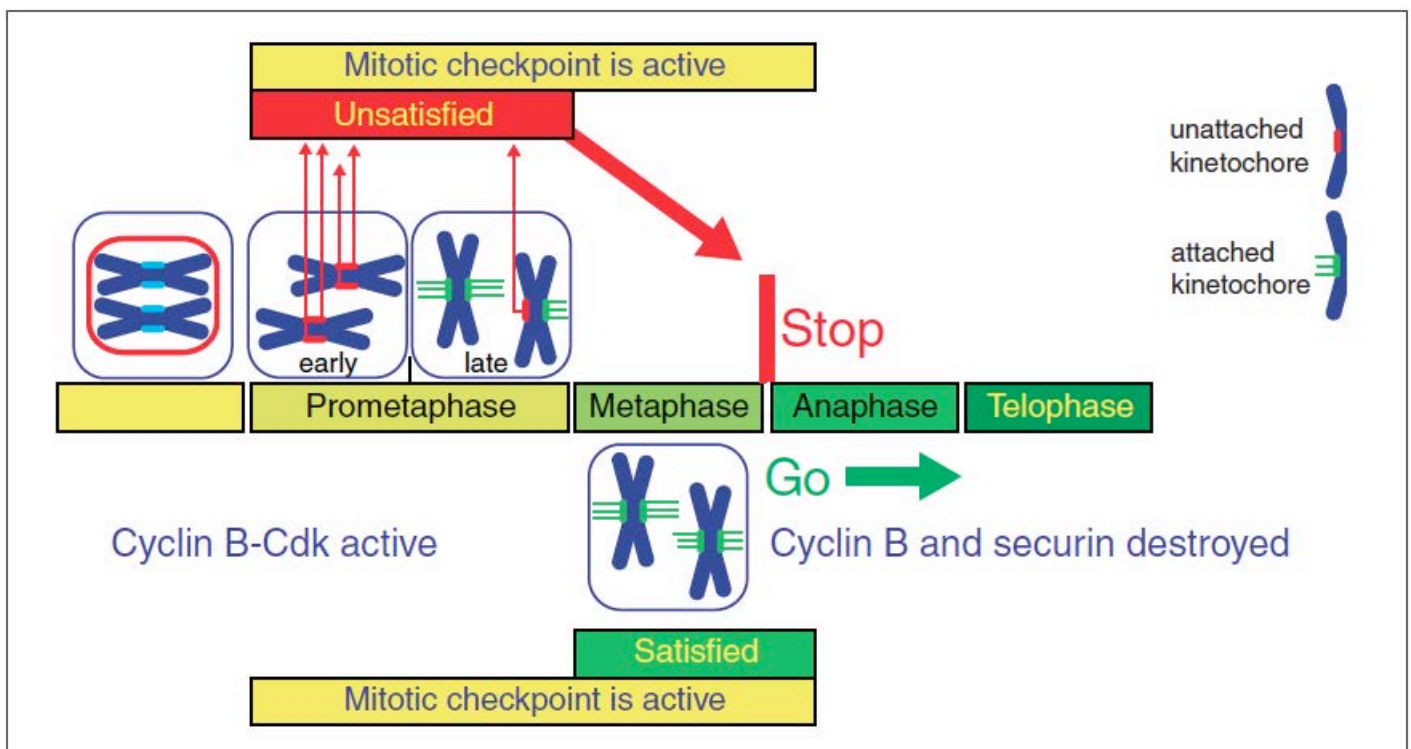 Mitotic checkpoint is active
Unsatisfied
unattached
kinetochore
attached
kinetochore
early
late
Stop
Prometaphase
Metaphase
Anaphase
Telophase
Go
Cyclin B-Cdk active
Cyclin B and securin destroyed
Satisfied
Mitotic checkpoint is active